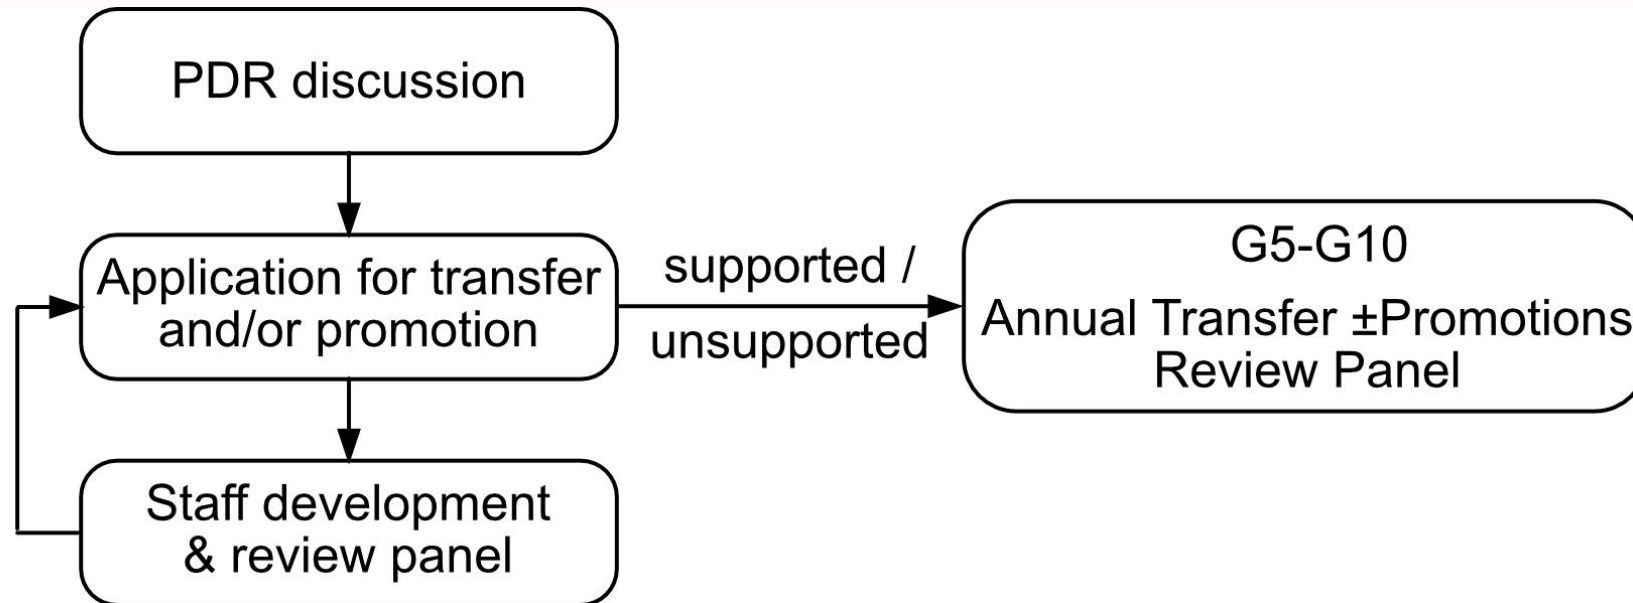 PDR discussion
Application for transfer
and/or promotion
supported /
unsupported
G5-G10
Annual Transfer ±Promotions
Review Panel
Staff development
& review panel